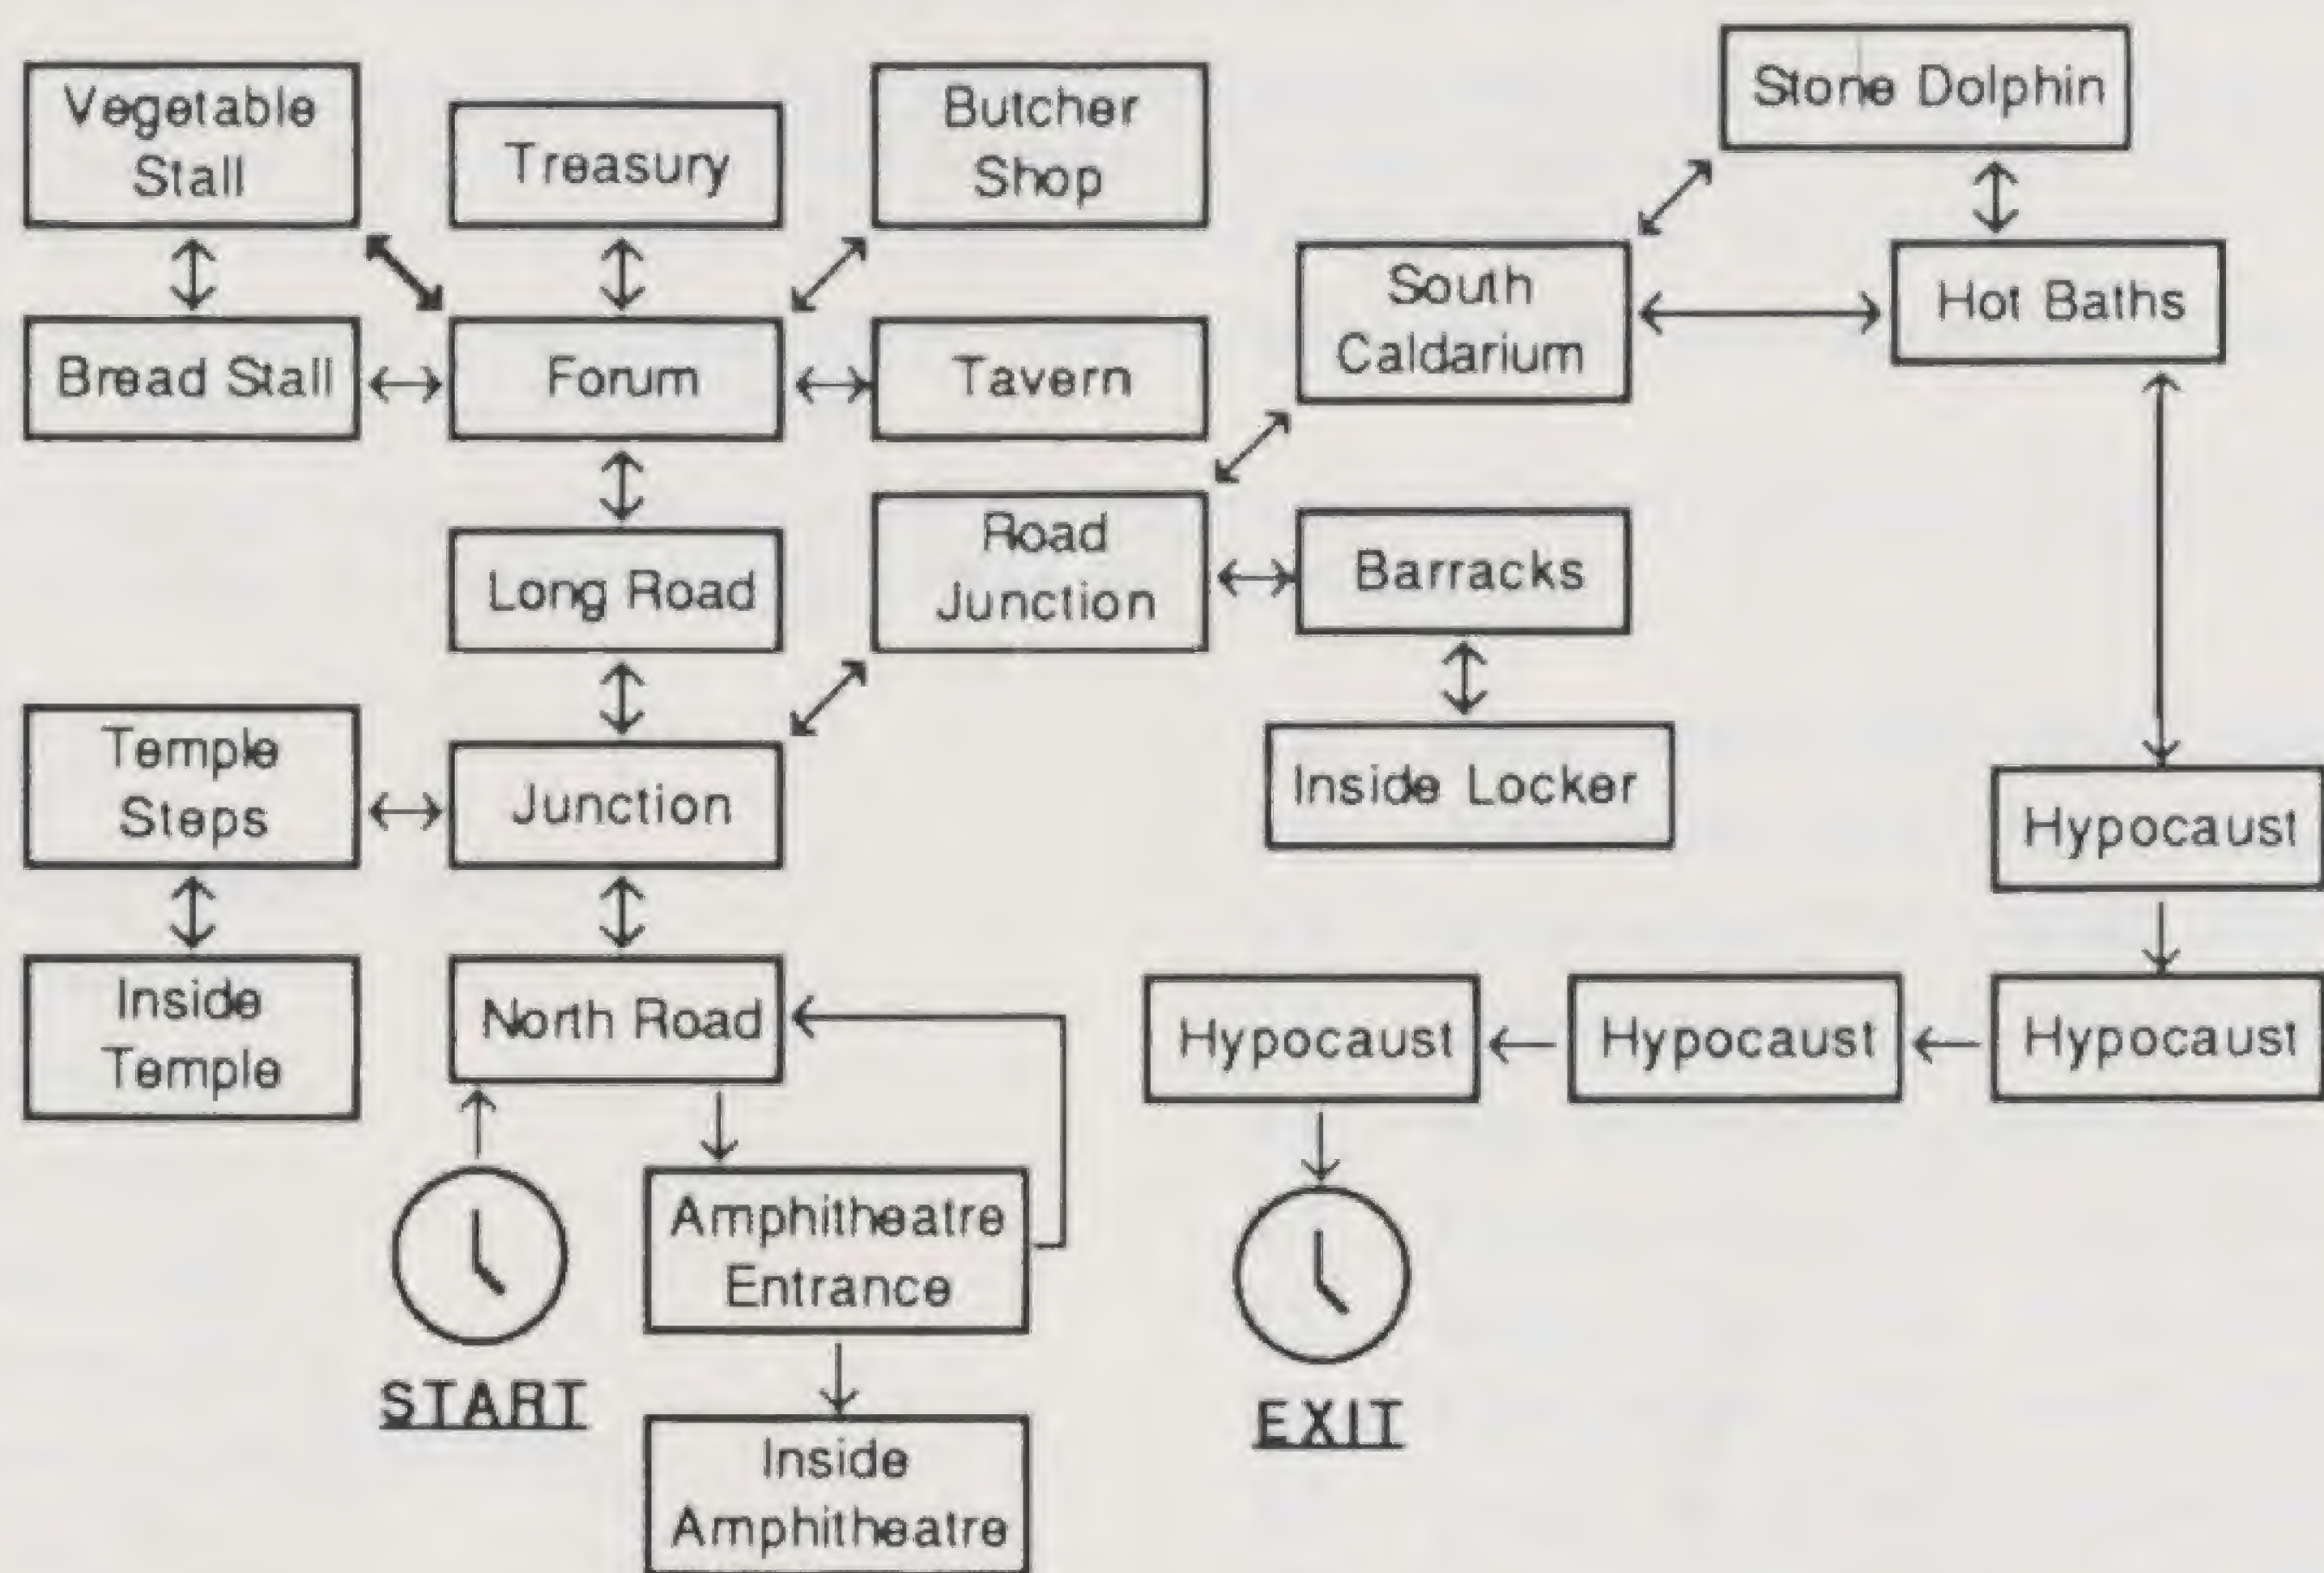 Vegetable
Stall
Treasury
Butcher
Shop
Stone Dolphin
Bread Stall
Forum
Tavern
South
Caldarium
Hot Baths
Long Road
Road
Junction
Barracks
Inside Locker
Temple
Steps
Junction
Hypocaust
Inside
Temple
North Road
Hypocaust
Hypocaust
Hypocaust
Amphitheatre
Entrance
START
EXIT
Inside
Amphitheatre